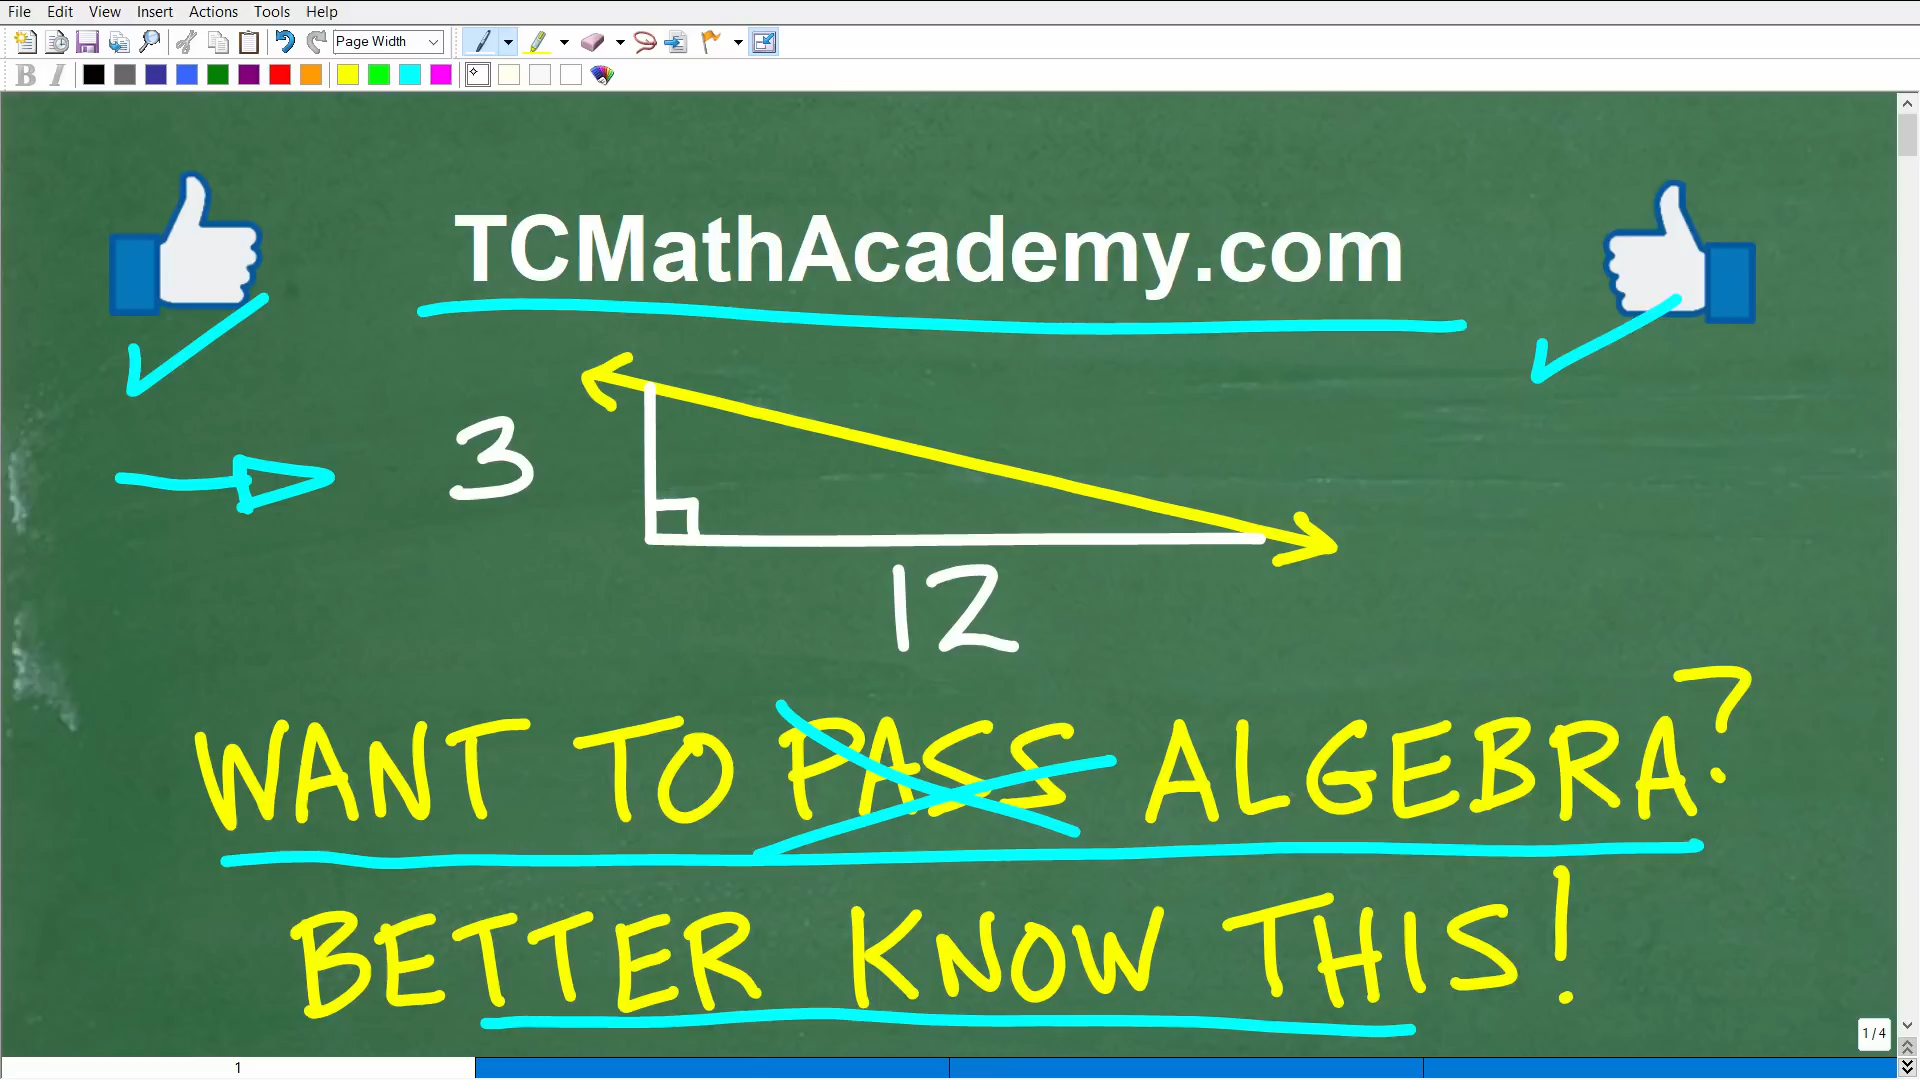 File Edit View Insert Actions Tools Help
Page Width
B I
TCMathAcademy.com
3
12
WANT TO PASS ALGEBRA?
BETTER KNOW THIS!
1 / 4
1